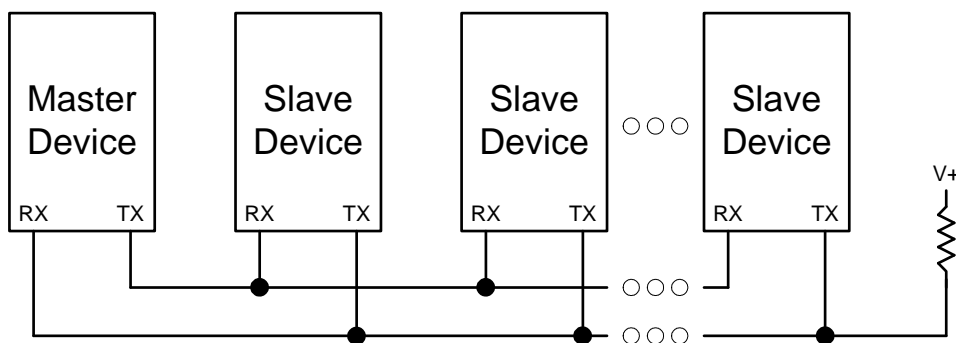 Master
Device
Slave
Device
Slave
Device
Slave
Device
RX TX
RX TX
RX TX
RX TX
V+